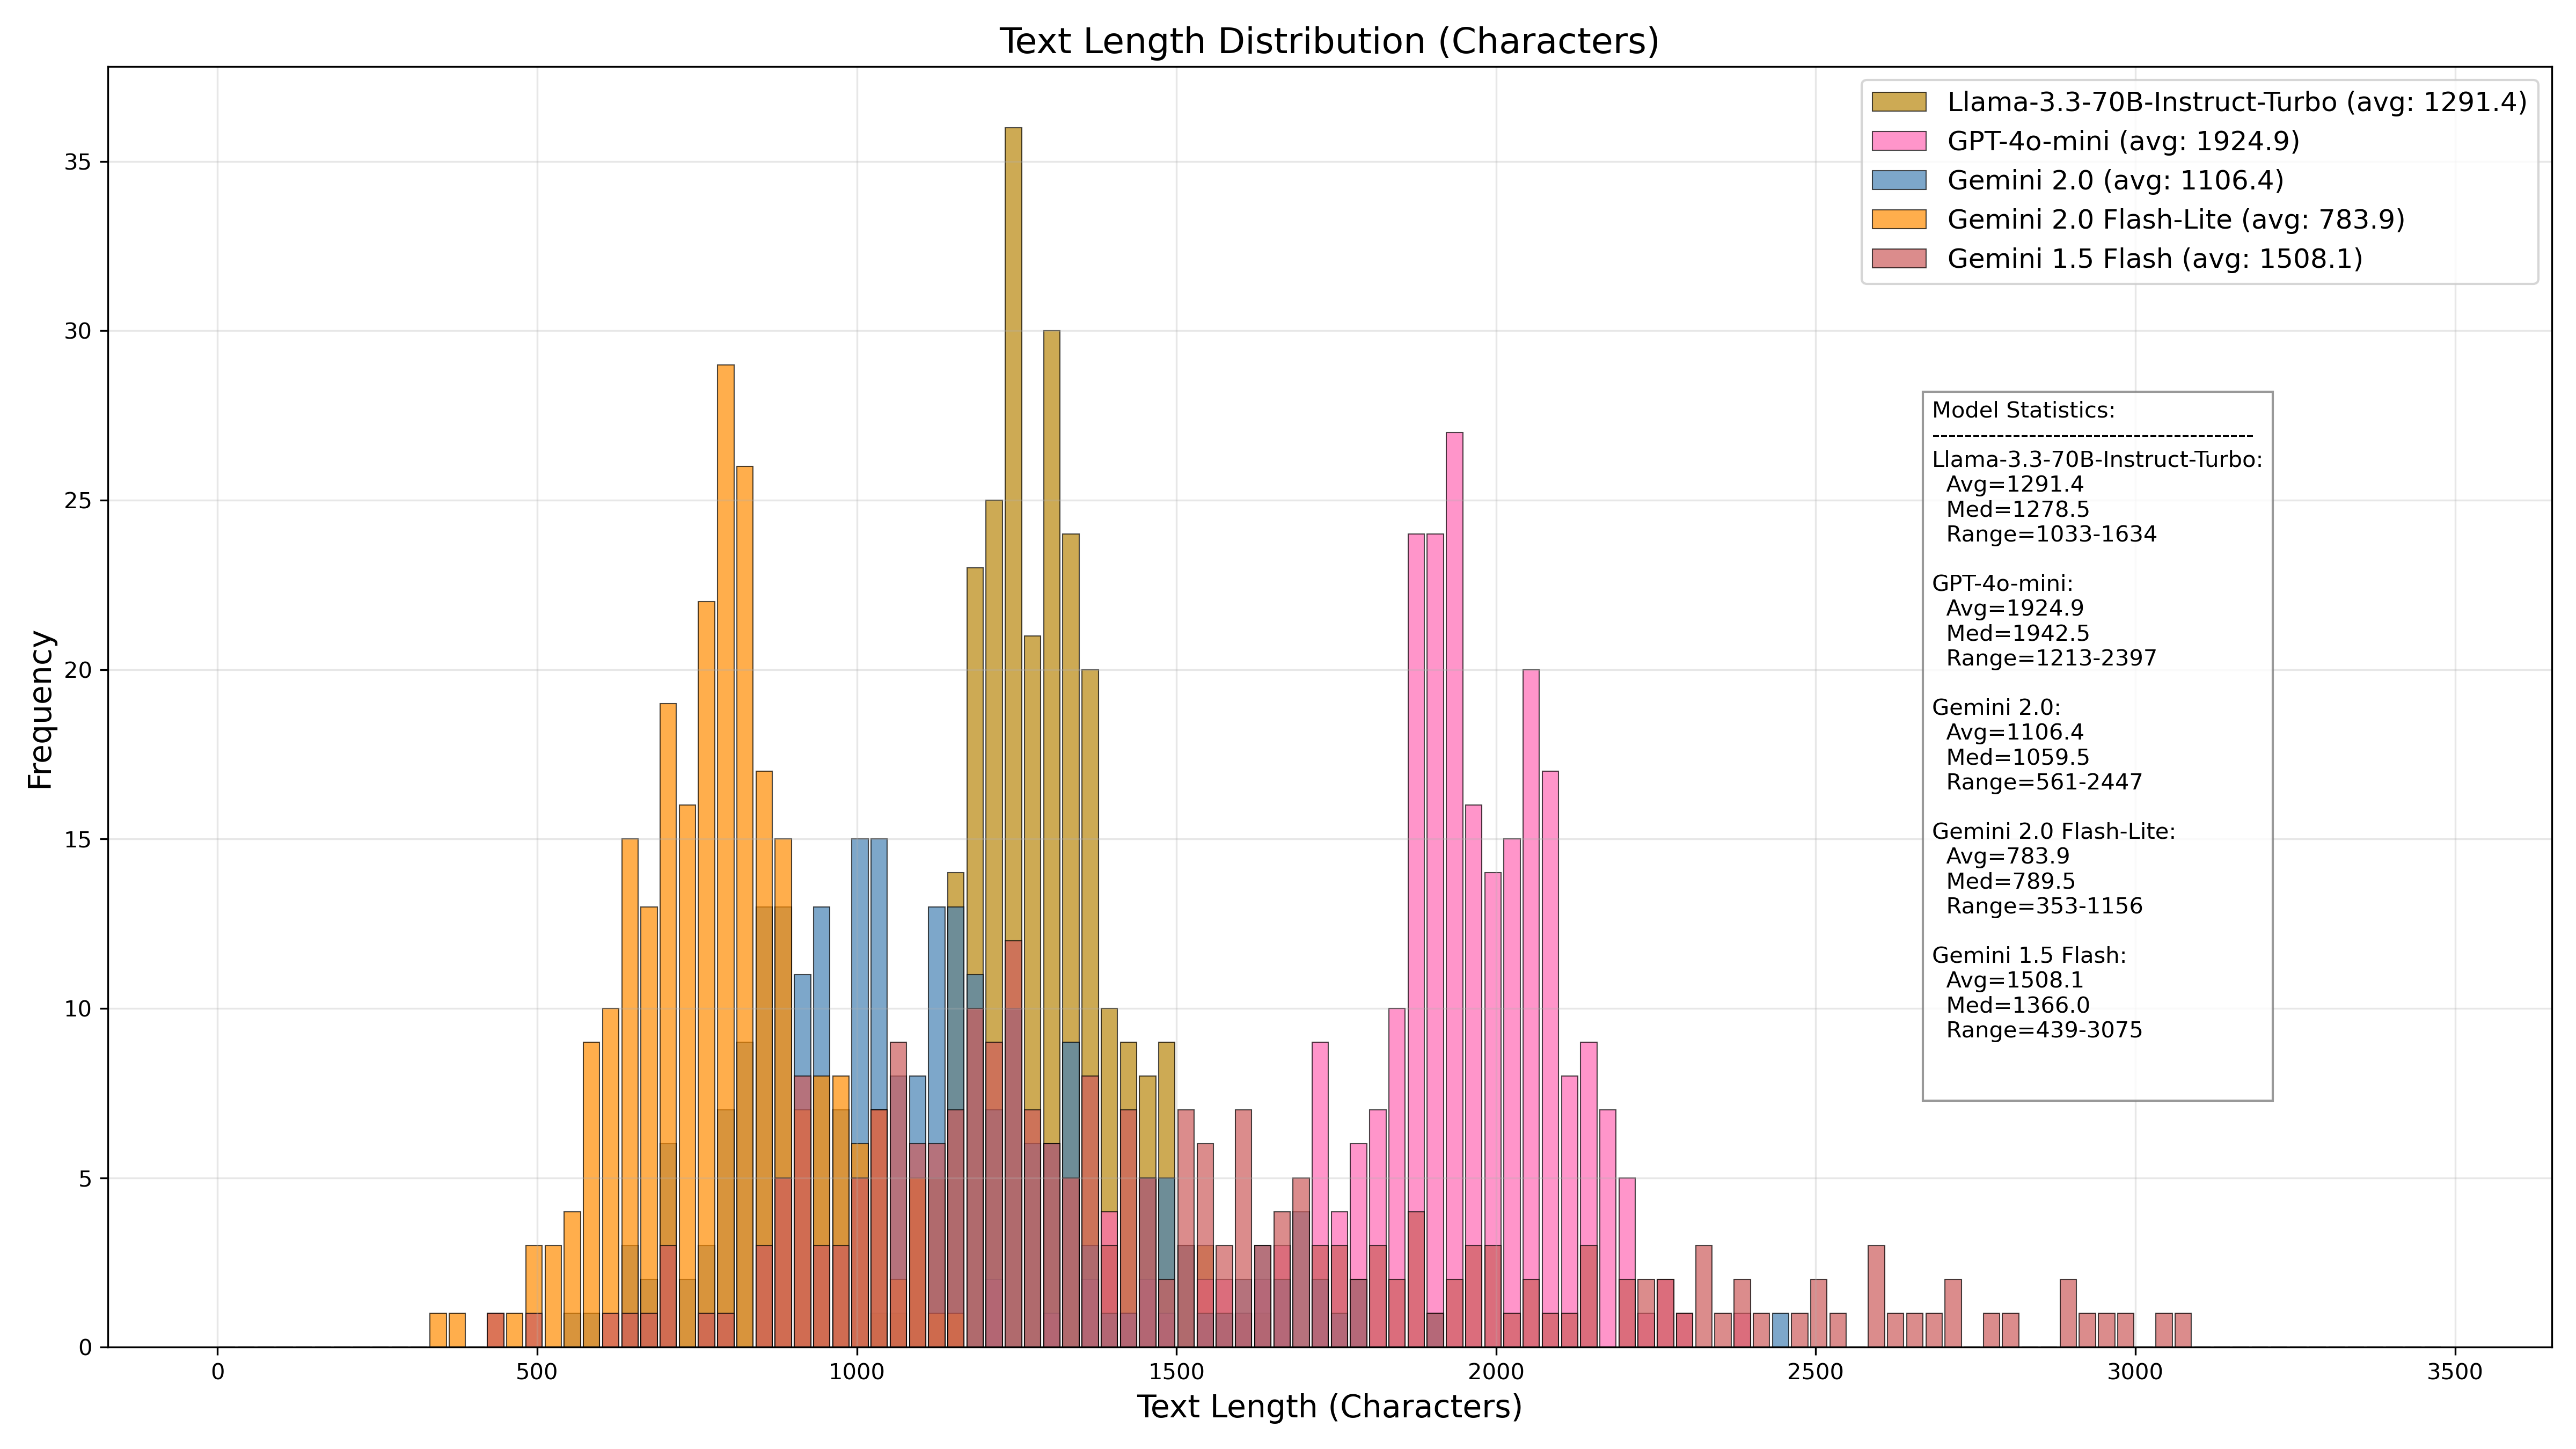 Text Length Distribution (Characters)
Llama-3.3-70B-Instruct-Turbo (avg: 1291.4)
GPT-4o-mini (avg: 1924.9)
Gemini 2.0 (avg: 1106.4)
Gemini 2.0 Flash-Lite (avg: 783.9)
Gemini 1.5 Flash (avg: 1508.1)
Model Statistics:
----------------------------------------
Llama-3.3-70B-Instruct-Turbo:
Avg=1291.4
Med=1278.5
Range=1033-1634
GPT-4o-mini:
Avg=1924.9
Med=1942.5
Range=1213-2397
Gemini 2.0:
Avg=1106.4
Med=1059.5
Range=561-2447
Gemini 2.0 Flash-Lite:
Avg=783.9
Med=789.5
Range=353-1156
Gemini 1.5 Flash:
Avg=1508.1
Med=1366.0
Range=439-3075
Frequency
35
30
25
20
15
10
5
0
0 500 1000 1500 2000 2500 3000 3500
Text Length (Characters)